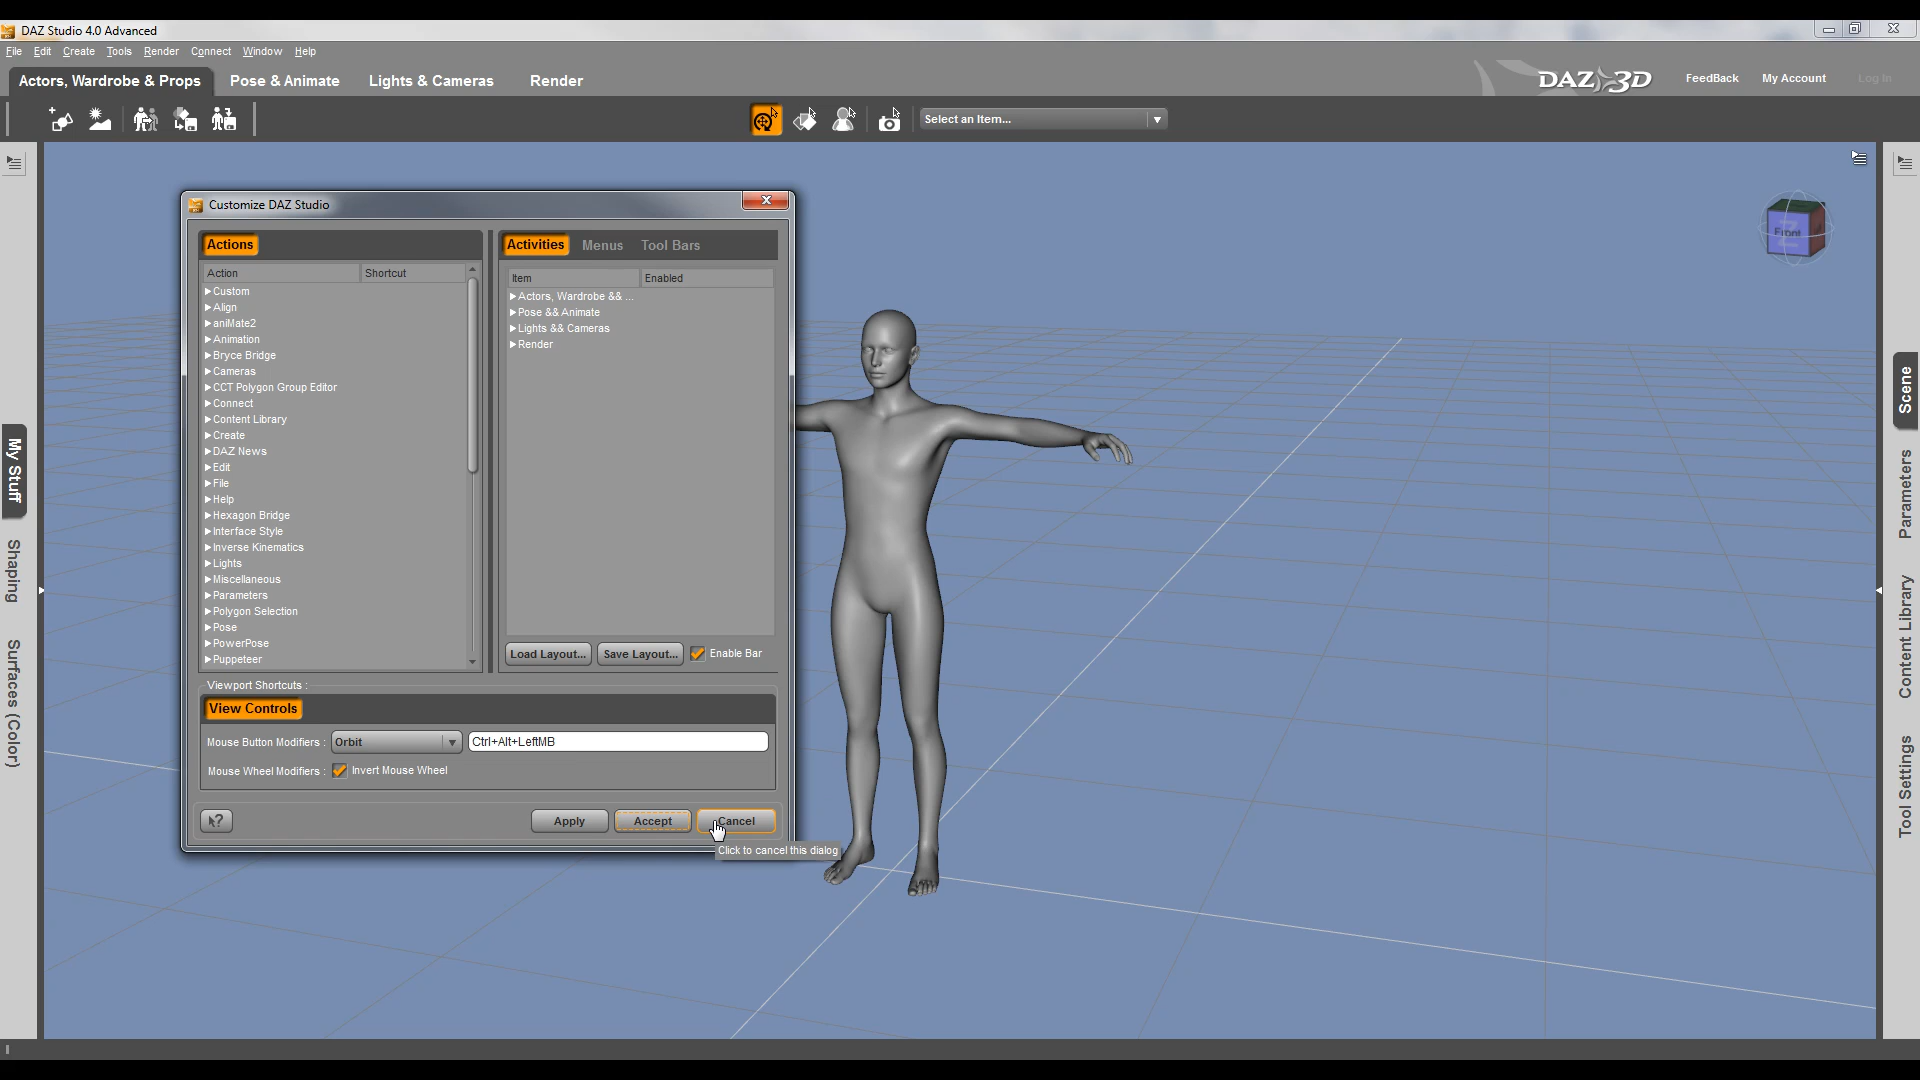 DAZ Studio 4.0 Advanced
File Edit Create Tools Render Connect Window Help
Actors, Wardrobe & Props Pose & Animate Lights & Cameras Render
DAZ 3D FeedBack My Account Log In
Select an Item...
My Stuff
Shaping
Surfaces (Color)
Customize DAZ Studio
Actions
Action Shortcut
Custom
Align
aniMate2
Animation
Bryce Bridge
Cameras
CCT Polygon Group Editor
Connect
Content Library
Create
DAZ News
Edit
File
Help
Hexagon Bridge
Interface Style
Inverse Kinematics
Lights
Miscellaneous
Parameters
Polygon Selection
Pose
PowerPose
Puppeteer
Activities Menus Tool Bars
Item Enabled
Actors, Wardrobe && ...
Pose && Animate
Lights && Cameras
Render
Load Layout... Save Layout... Enable Bar
Viewport Shortcuts :
View Controls
Mouse Button Modifiers : Orbit Ctrl+Alt+LeftMB
Mouse Wheel Modifiers : Invert Mouse Wheel
? Apply Accept Cancel
Click to cancel this dialog
Front
Z
Scene
Parameters
Content Library
Tool Settings